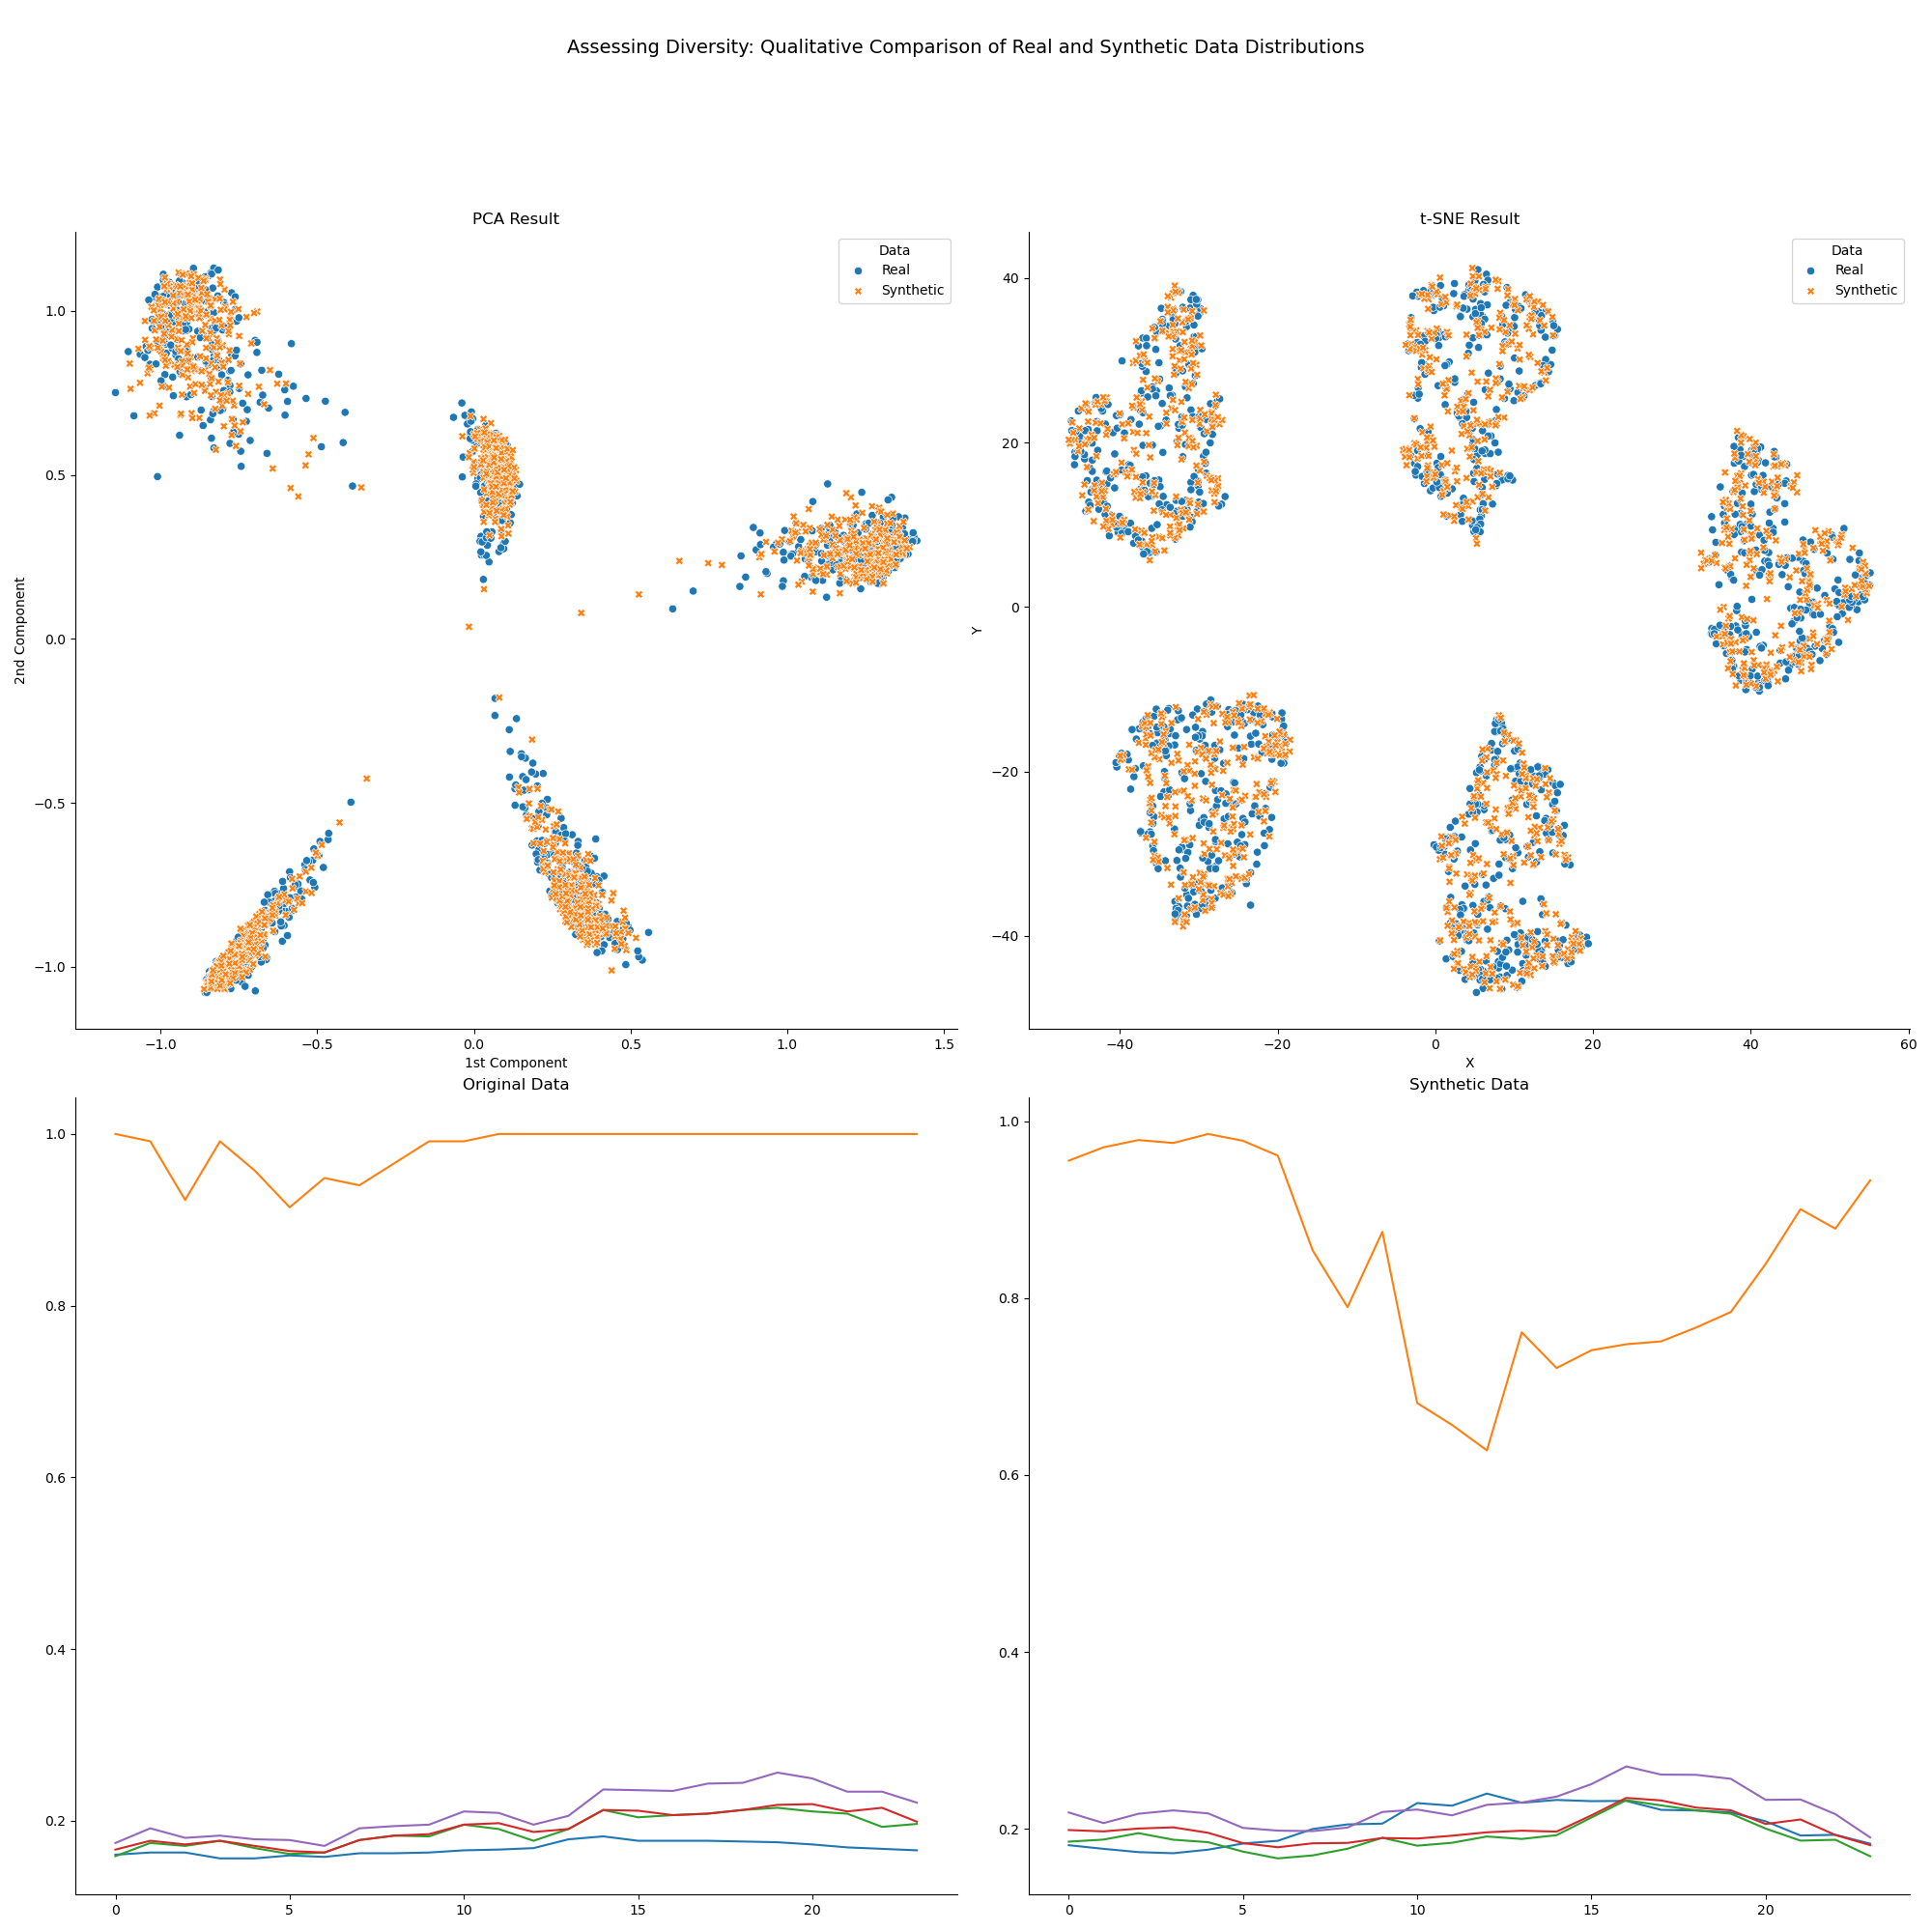 Assessing Diversity: Qualitative Comparison of Real and Synthetic Data Distributions
PCA Result
Data
Real
Synthetic
1.0
0.5
0.0
−0.5
−1.0
2nd Component
−1.0 −0.5 0.0 0.5 1.0 1.5
1st Component
t-SNE Result
Data
Real
Synthetic
40
20
0
−20
−40
Y
−40 −20 0 20 40 60
X
Original Data
1.0
0.8
0.6
0.4
0.2
0 5 10 15 20
Synthetic Data
1.0
0.8
0.6
0.4
0.2
0 5 10 15 20